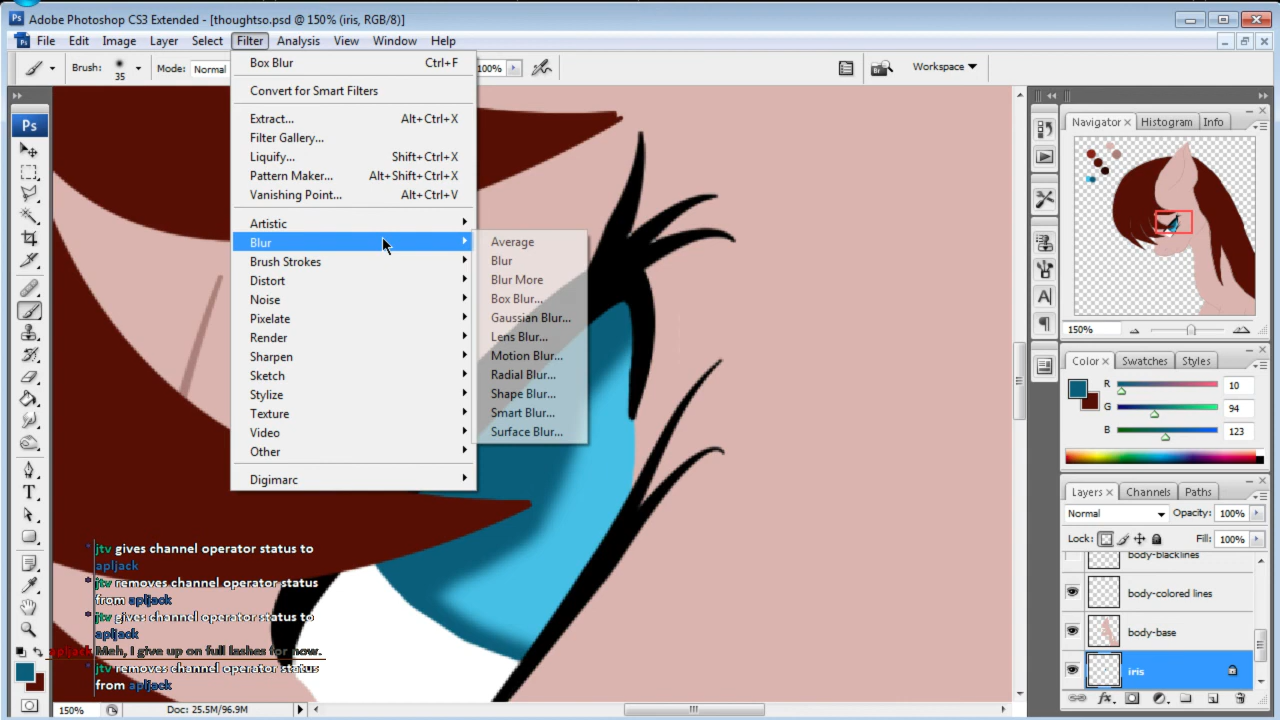 Adobe Photoshop CS3 Extended - [thoughtso.psd @ 150% (iris, RGB/8)]
File Edit Image Layer Select Filter Analysis View Window Help
Brush: 35 Mode: Normal 100% Workspace
Box Blur Ctrl+F
Convert for Smart Filters
Extract... Alt+Ctrl+X
Filter Gallery...
Liquify... Shift+Ctrl+X
Pattern Maker... Alt+Shift+Ctrl+X
Vanishing Point... Alt+Ctrl+V
Artistic
Blur
Brush Strokes
Distort
Noise
Pixelate
Render
Sharpen
Sketch
Stylize
Texture
Video
Other
Digimarc
Average
Blur
Blur More
Box Blur...
Gaussian Blur...
Lens Blur...
Motion Blur...
Radial Blur...
Shape Blur...
Smart Blur...
Surface Blur...
Ps
Navigator Histogram Info
150%
Color Swatches Styles
R 10
G 94
B 123
Layers Channels Paths
Normal Opacity: 100%
Lock: Fill: 100%
body-blacklines
body-colored lines
body-base
iris
* jtv gives channel operator status to
apljack
* jtv removes channel operator status
from apljack
* jtv gives channel operator status to
apljack
apljack Meh, I give up on full lashes for now.
* jtv removes channel operator status
from apljack
150% Doc: 25.5M/96.9M